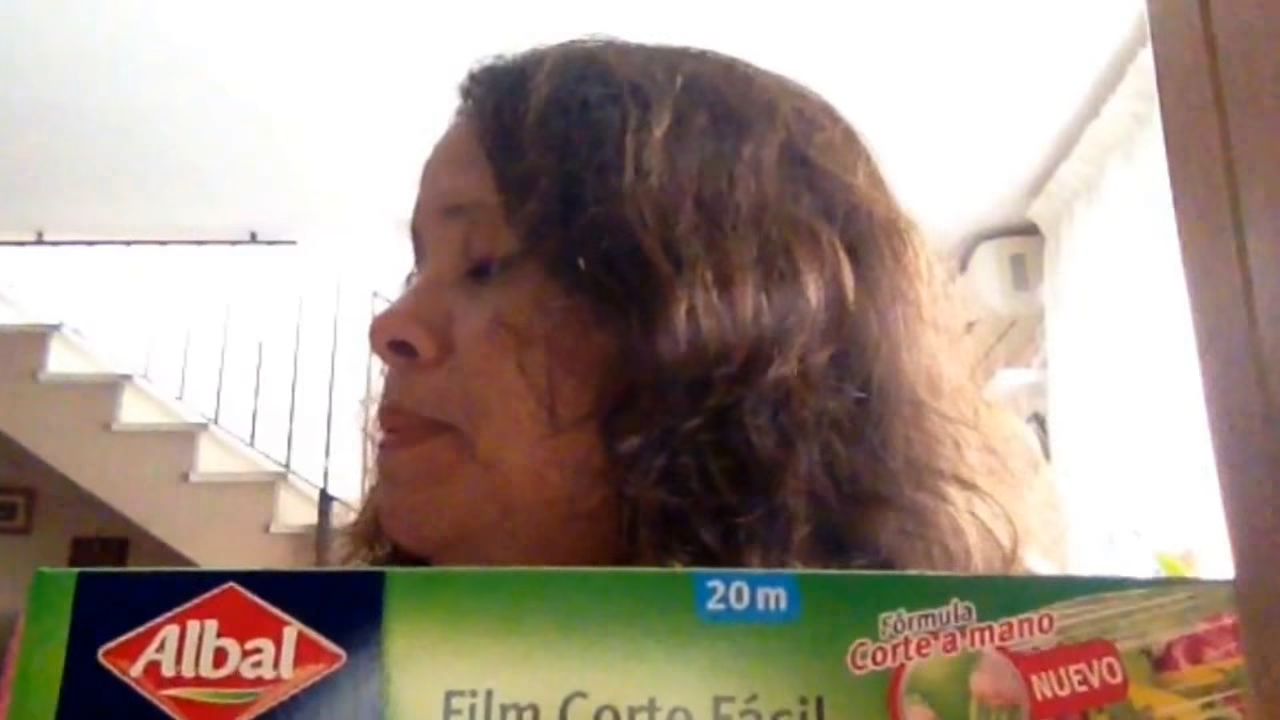 Albal
20m
Film Corte Fácil
Fórmula
Corte a mano
NUEVO